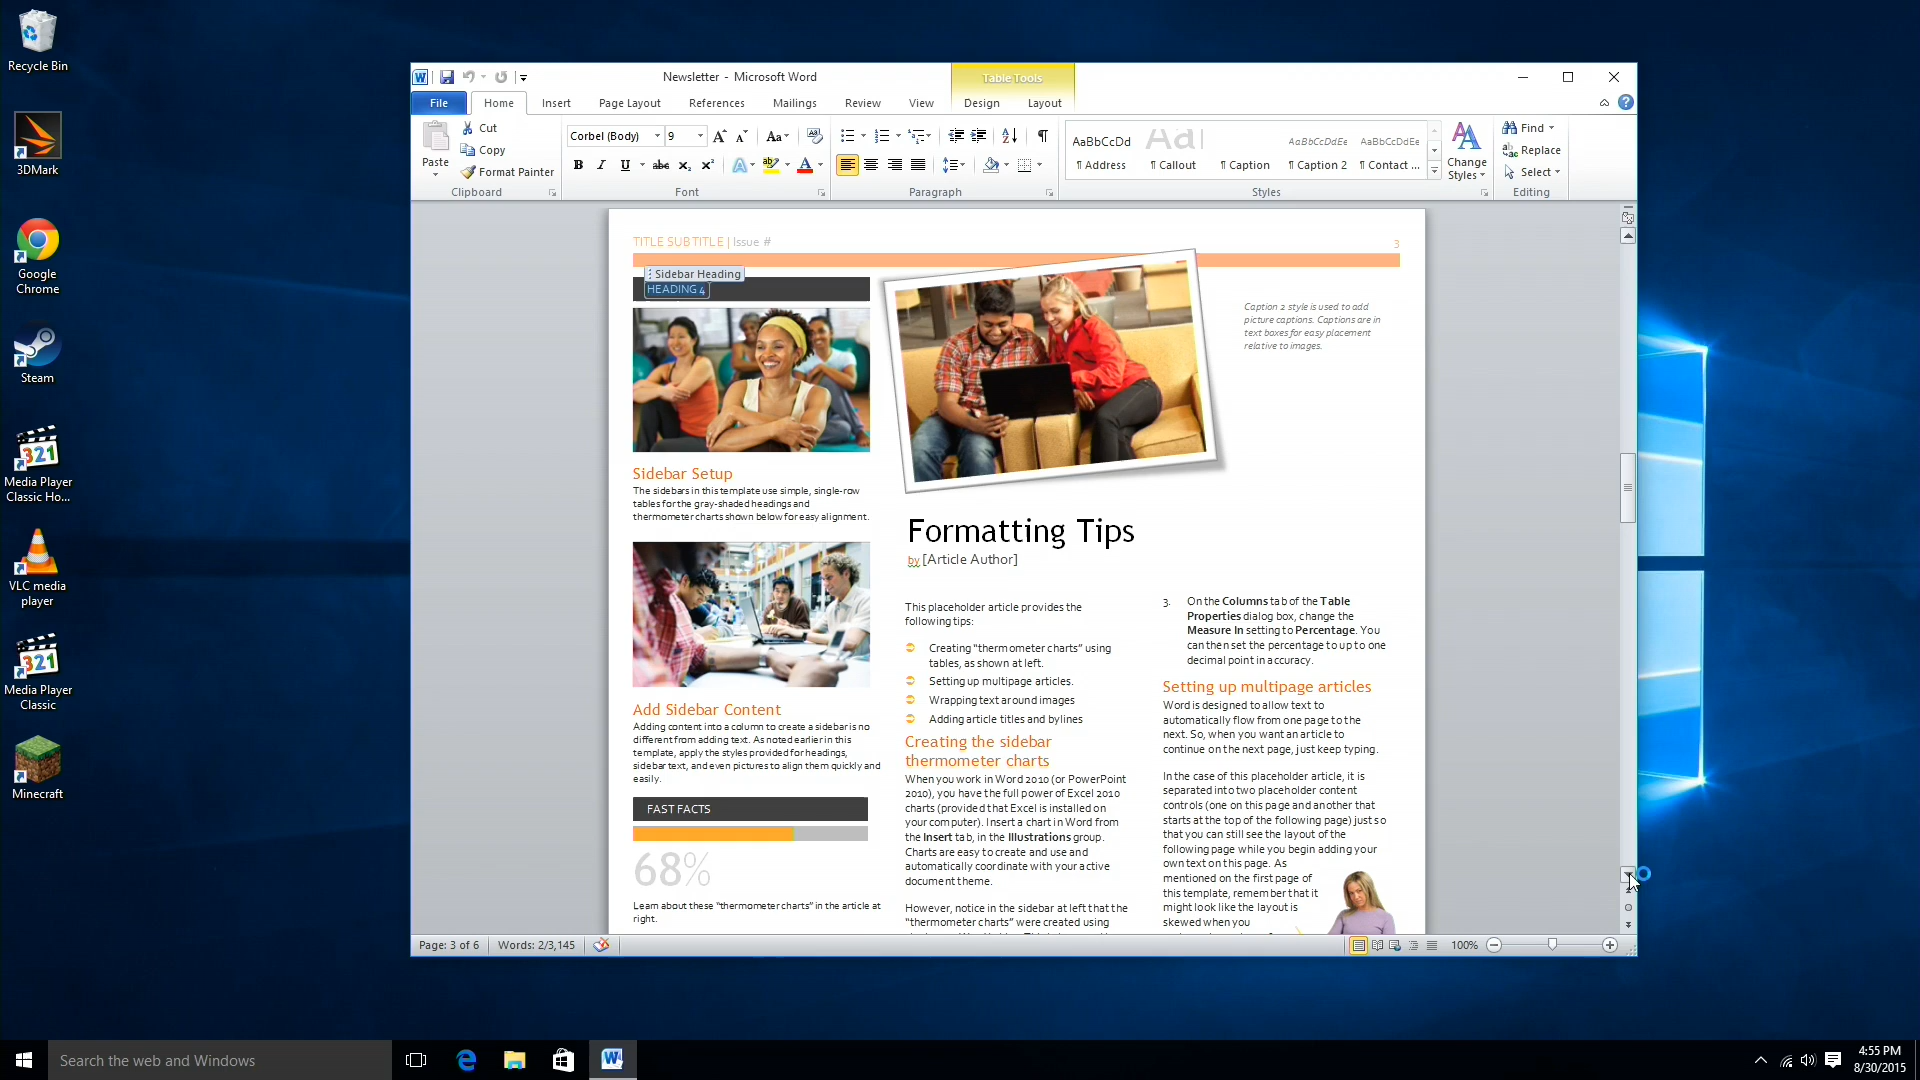 Recycle Bin
3DMark
Google
Chrome
Steam
Media Player
Classic Ho...
VLC media
player
Media Player
Classic
Minecraft
Newsletter - Microsoft Word
Table Tools
File Home Insert Page Layout References Mailings Review View Design Layout
Paste
Cut
Copy
Format Painter
Clipboard
Corbel (Body) 9
Font
Paragraph
AaBbCcDd AaI AaBbCcDdEe AaBbCcDdEe
¶ Address ¶ Callout ¶ Caption ¶ Caption 2 ¶ Contact ...
Styles
Change
Styles
Find
Replace
Select
Editing
TITLE SUBTITLE | Issue # 3
Sidebar Heading
HEADING 4
Sidebar Setup
The sidebars in this template use simple, single-row
tables for the gray-shaded headings and
thermometer charts shown below for easy alignment.
Add Sidebar Content
Adding content into a column to create a sidebar is no
different from adding text. As noted earlier in this
template, apply the styles provided for headings,
sidebar text, and even pictures to align them quickly and
easily.
FAST FACTS
68%
Learn about these “thermometer charts” in the article at
right.
Caption 2 style is used to add
picture captions. Captions are in
text boxes for easy placement
relative to images.
Formatting Tips
by [Article Author]
This placeholder article provides the
following tips:
Creating “thermometer charts” using
tables, as shown at left.
Setting up multipage articles.
Wrapping text around images
Adding article titles and bylines
Creating the sidebar
thermometer charts
When you work in Word 2010 (or PowerPoint
2010), you have the full power of Excel 2010
charts (provided that Excel is installed on
your computer). Insert a chart in Word from
the Insert tab, in the Illustrations group.
Charts are easy to create and use and
automatically coordinate with your active
document theme.
However, notice in the sidebar at left that the
“thermometer charts” were created using
3. On the Columns tab of the Table
Properties dialog box, change the
Measure In setting to Percentage. You
can then set the percentage to up to one
decimal point in accuracy.
Setting up multipage articles
Word is designed to allow text to
automatically flow from one page to the
next. So, when you want an article to
continue on the next page, just keep typing.
In the case of this placeholder article, it is
separated into two placeholder content
controls (one on this page and another that
starts at the top of the following page) just so
that you can still see the layout of the
following page while you begin adding your
own text on this page. As
mentioned on the first page of
this template, remember that it
might look like the layout is
skewed when you
Page: 3 of 6 Words: 2/3,145 100%
Search the web and Windows
4:55 PM
8/30/2015